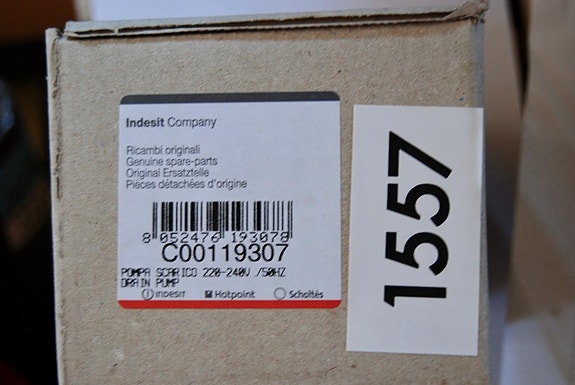 Indesit Company
Ricambi originali
Genuine spare-parts
Original Ersatzteile
Pièces détachées d'origine
8 052476 193078
C00119307
POMPA SCARICO 220-240V /50HZ
DRAIN PUMP
indesit Hotpoint Scholtès
1557